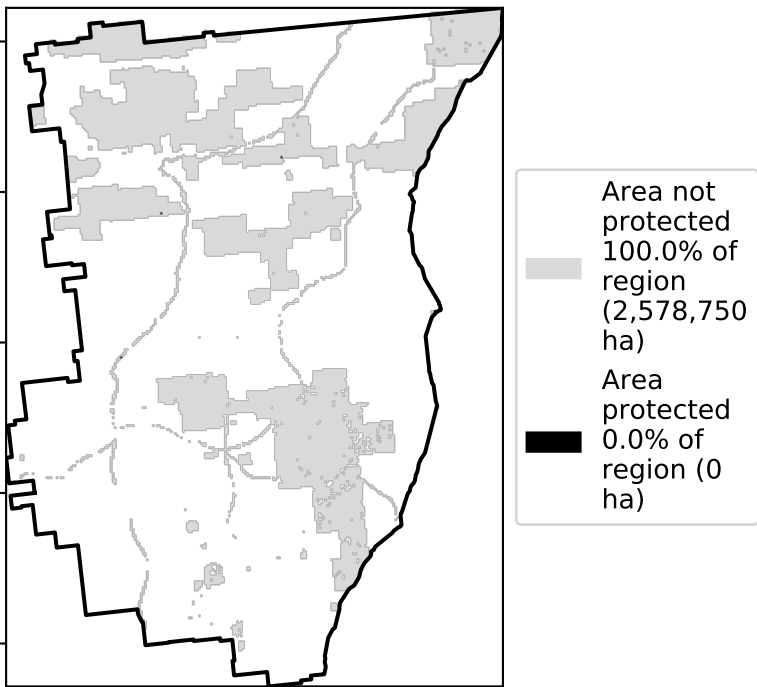 Area not
protected
100.0% of
region
(2,578,750
ha)
Area
protected
0.0% of
region (0
ha)